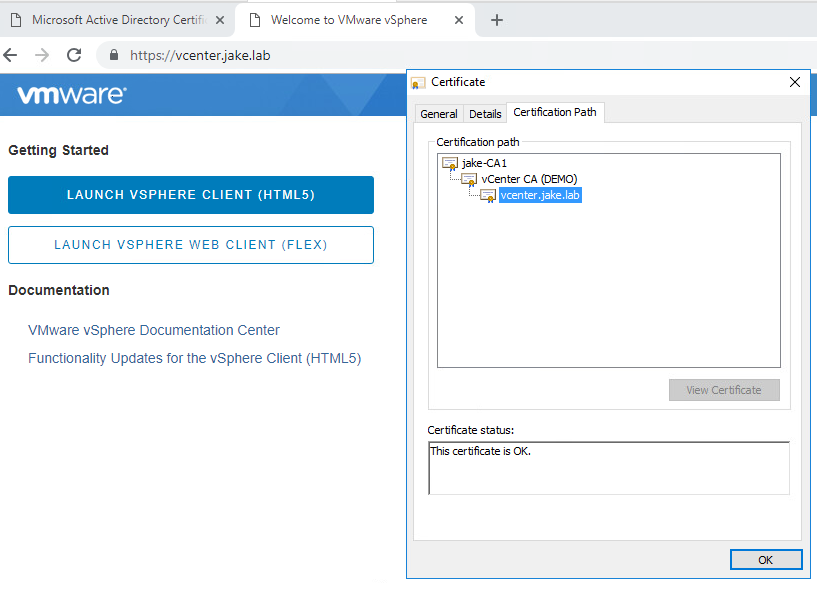 Microsoft Active Directory Certifi
Welcome to VMware vSphere
https://vcenter.jake.lab
vmware®
Getting Started
LAUNCH VSPHERE CLIENT (HTML5)
LAUNCH VSPHERE WEB CLIENT (FLEX)
Documentation
VMware vSphere Documentation Center
Functionality Updates for the vSphere Client (HTML5)
Certificate
General Details Certification Path
Certification path
jake-CA1
vCenter CA (DEMO)
vcenter.jake.lab
View Certificate
Certificate status:
This certificate is OK.
OK